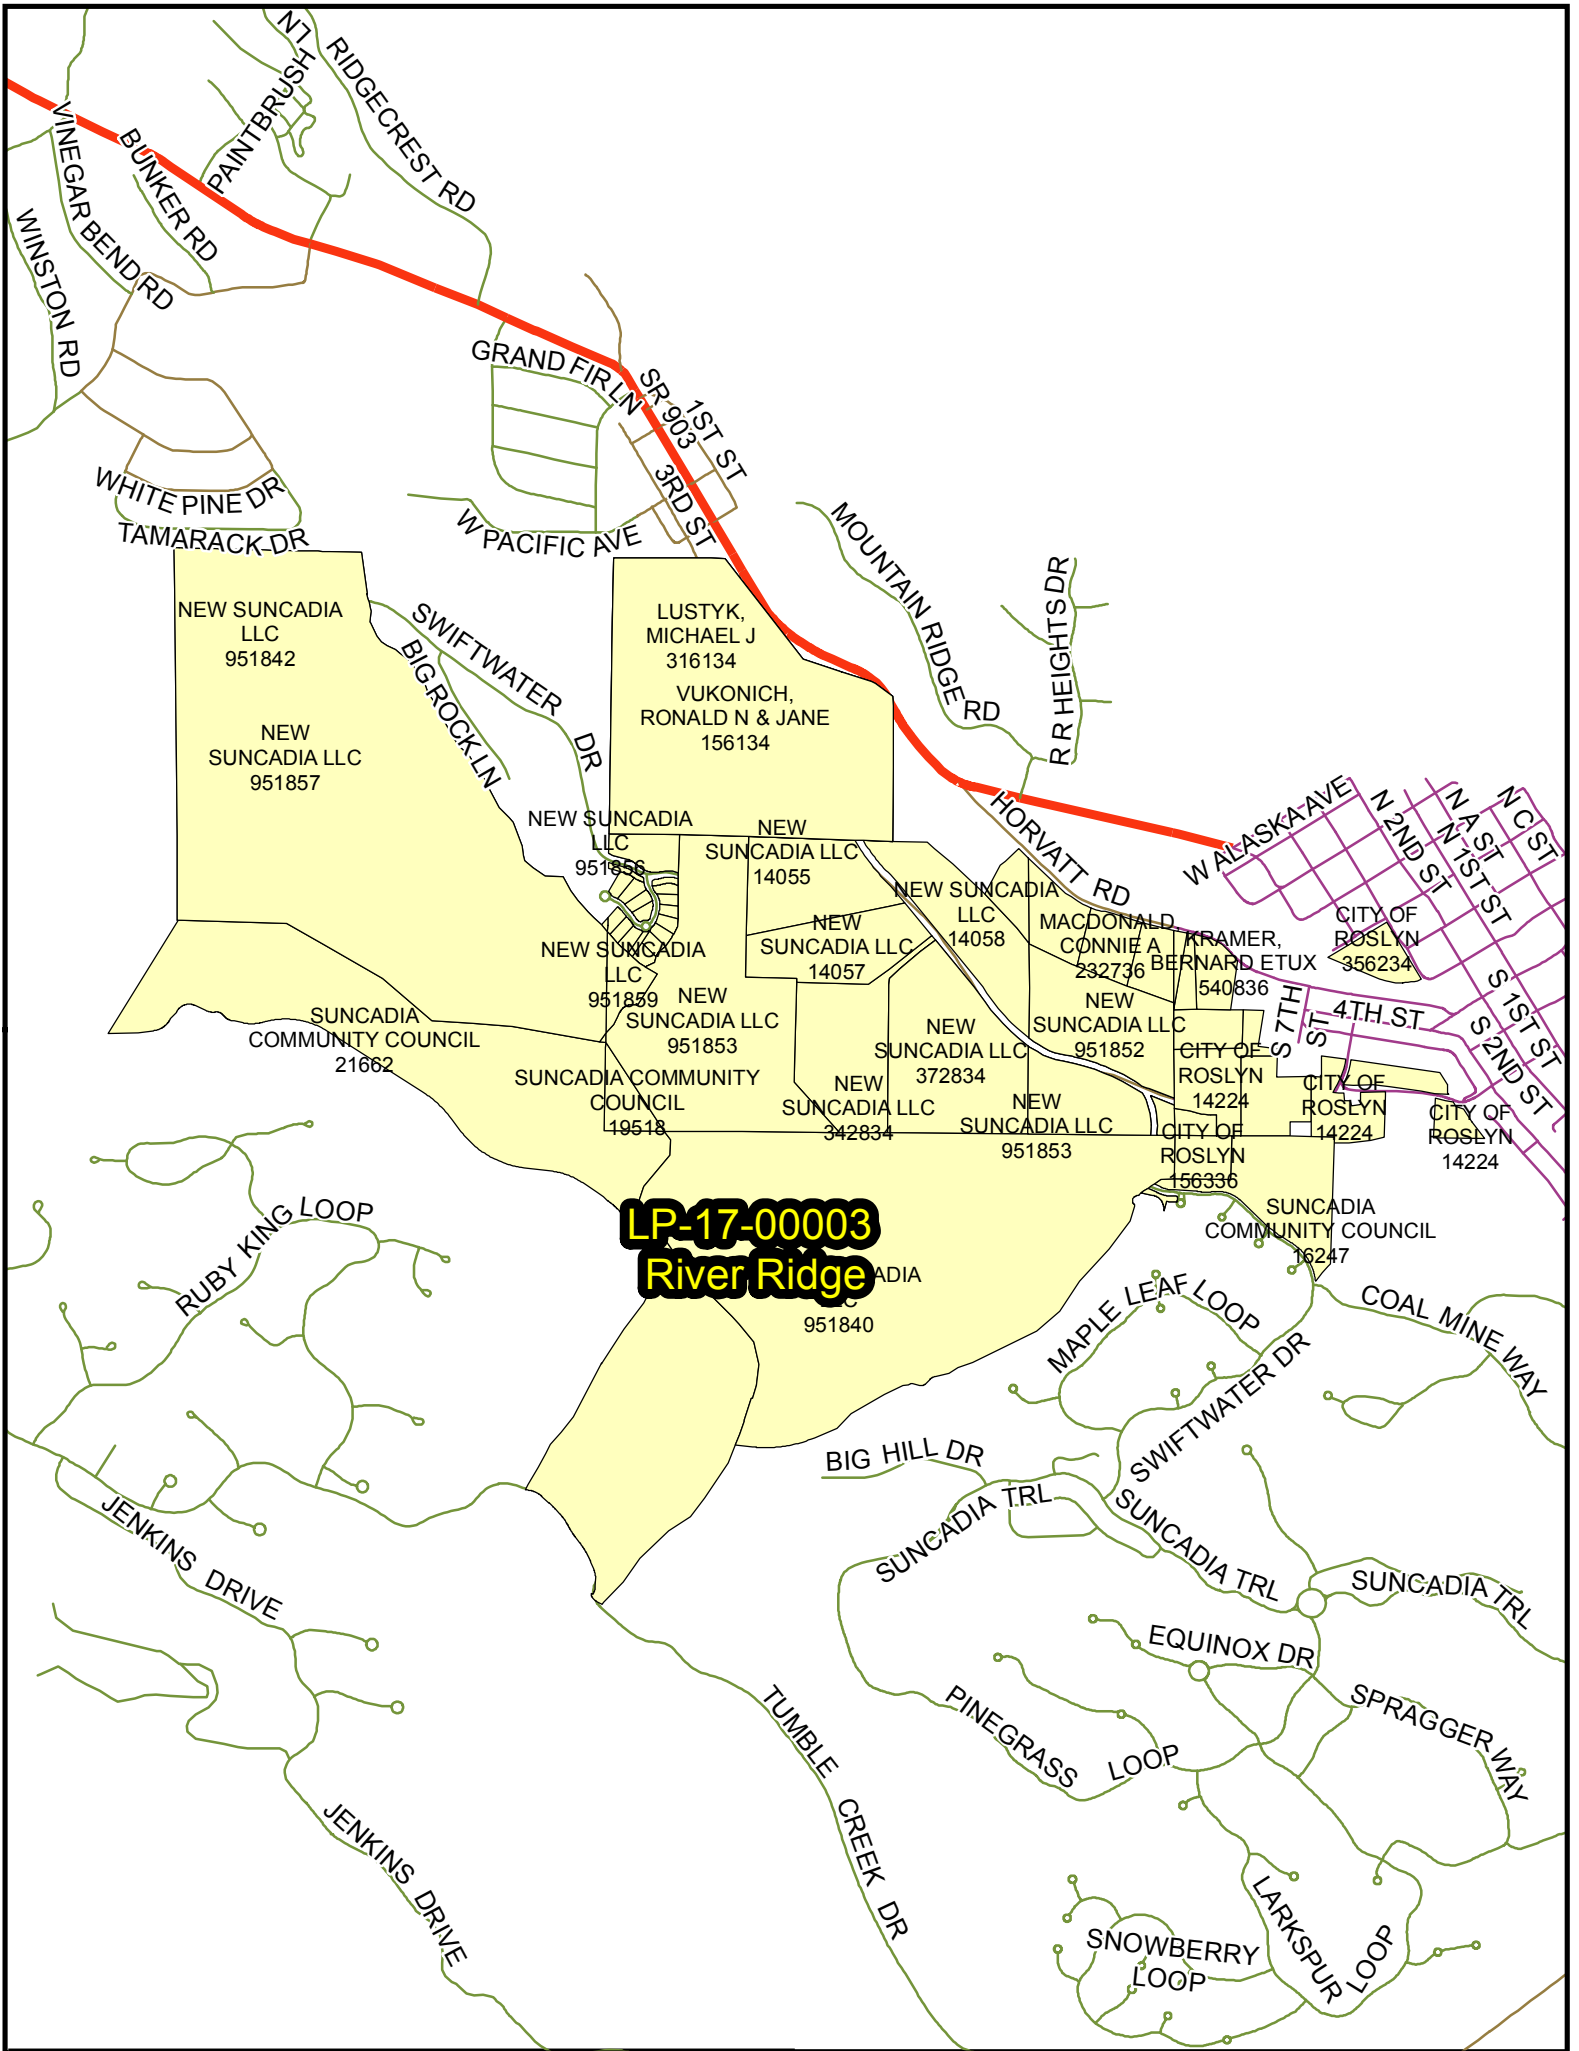 LN
PAINTBRUSH
RIDGECREST RD
VINEGAR BEND RD
BUNKER RD
WINSTON RD
GRAND FIR LN
SR 903
1ST ST
3RD ST
WHITE PINE DR
TAMARACK DR
W PACIFIC AVE
MOUNTAIN RIDGE RD
R R HEIGHTS DR
NEW SUNCADIA
LLC
951842
SWIFTWATER DR
BIG ROCK LN
LUSTYK,
MICHAEL J
316134
VUKONICH,
RONALD N & JANE
156134
NEW
SUNCADIA LLC
951857
HORVATT RD
W ALASKA AVE
N 2ND ST
N A ST
N 1ST ST
N C ST
NEW SUNCADIA
LLC
951856
NEW
SUNCADIA LLC
14055
NEW SUNCADIA
LLC
14058
NEW
SUNCADIA LLC
14057
MACDONALD,
CONNIE A
232736
KRAMER,
BERNARD ETUX
540836
CITY OF
ROSLYN
356234
NEW SUNCADIA
LLC
951859
NEW
SUNCADIA LLC
951853
NEW
SUNCADIA LLC
951852
S 7TH ST
4TH ST
S 1ST ST
S 2ND ST
SUNCADIA
COMMUNITY COUNCIL
21662
NEW
SUNCADIA LLC
372834
CITY OF
ROSLYN
14224
SUNCADIA COMMUNITY
COUNCIL
19518
NEW
SUNCADIA LLC
342834
NEW
SUNCADIA LLC
951853
CITY OF
ROSLYN
14224
CITY OF
ROSLYN
14224
CITY OF
ROSLYN
156336
SUNCADIA
COMMUNITY COUNCIL
16247
LP-17-00003
River Ridge
ADIA
951840
RUBY KING LOOP
MAPLE LEAF LOOP
COAL MINE WAY
SWIFTWATER DR
BIG HILL DR
SUNCADIA TRL
SUNCADIA TRL
SUNCADIA TRL
JENKINS DRIVE
EQUINOX DR
SPRAGGER WAY
PINEGRASS LOOP
TUMBLE CREEK DR
JENKINS DRIVE
LARKSPUR LOOP
SNOWBERRY
LOOP